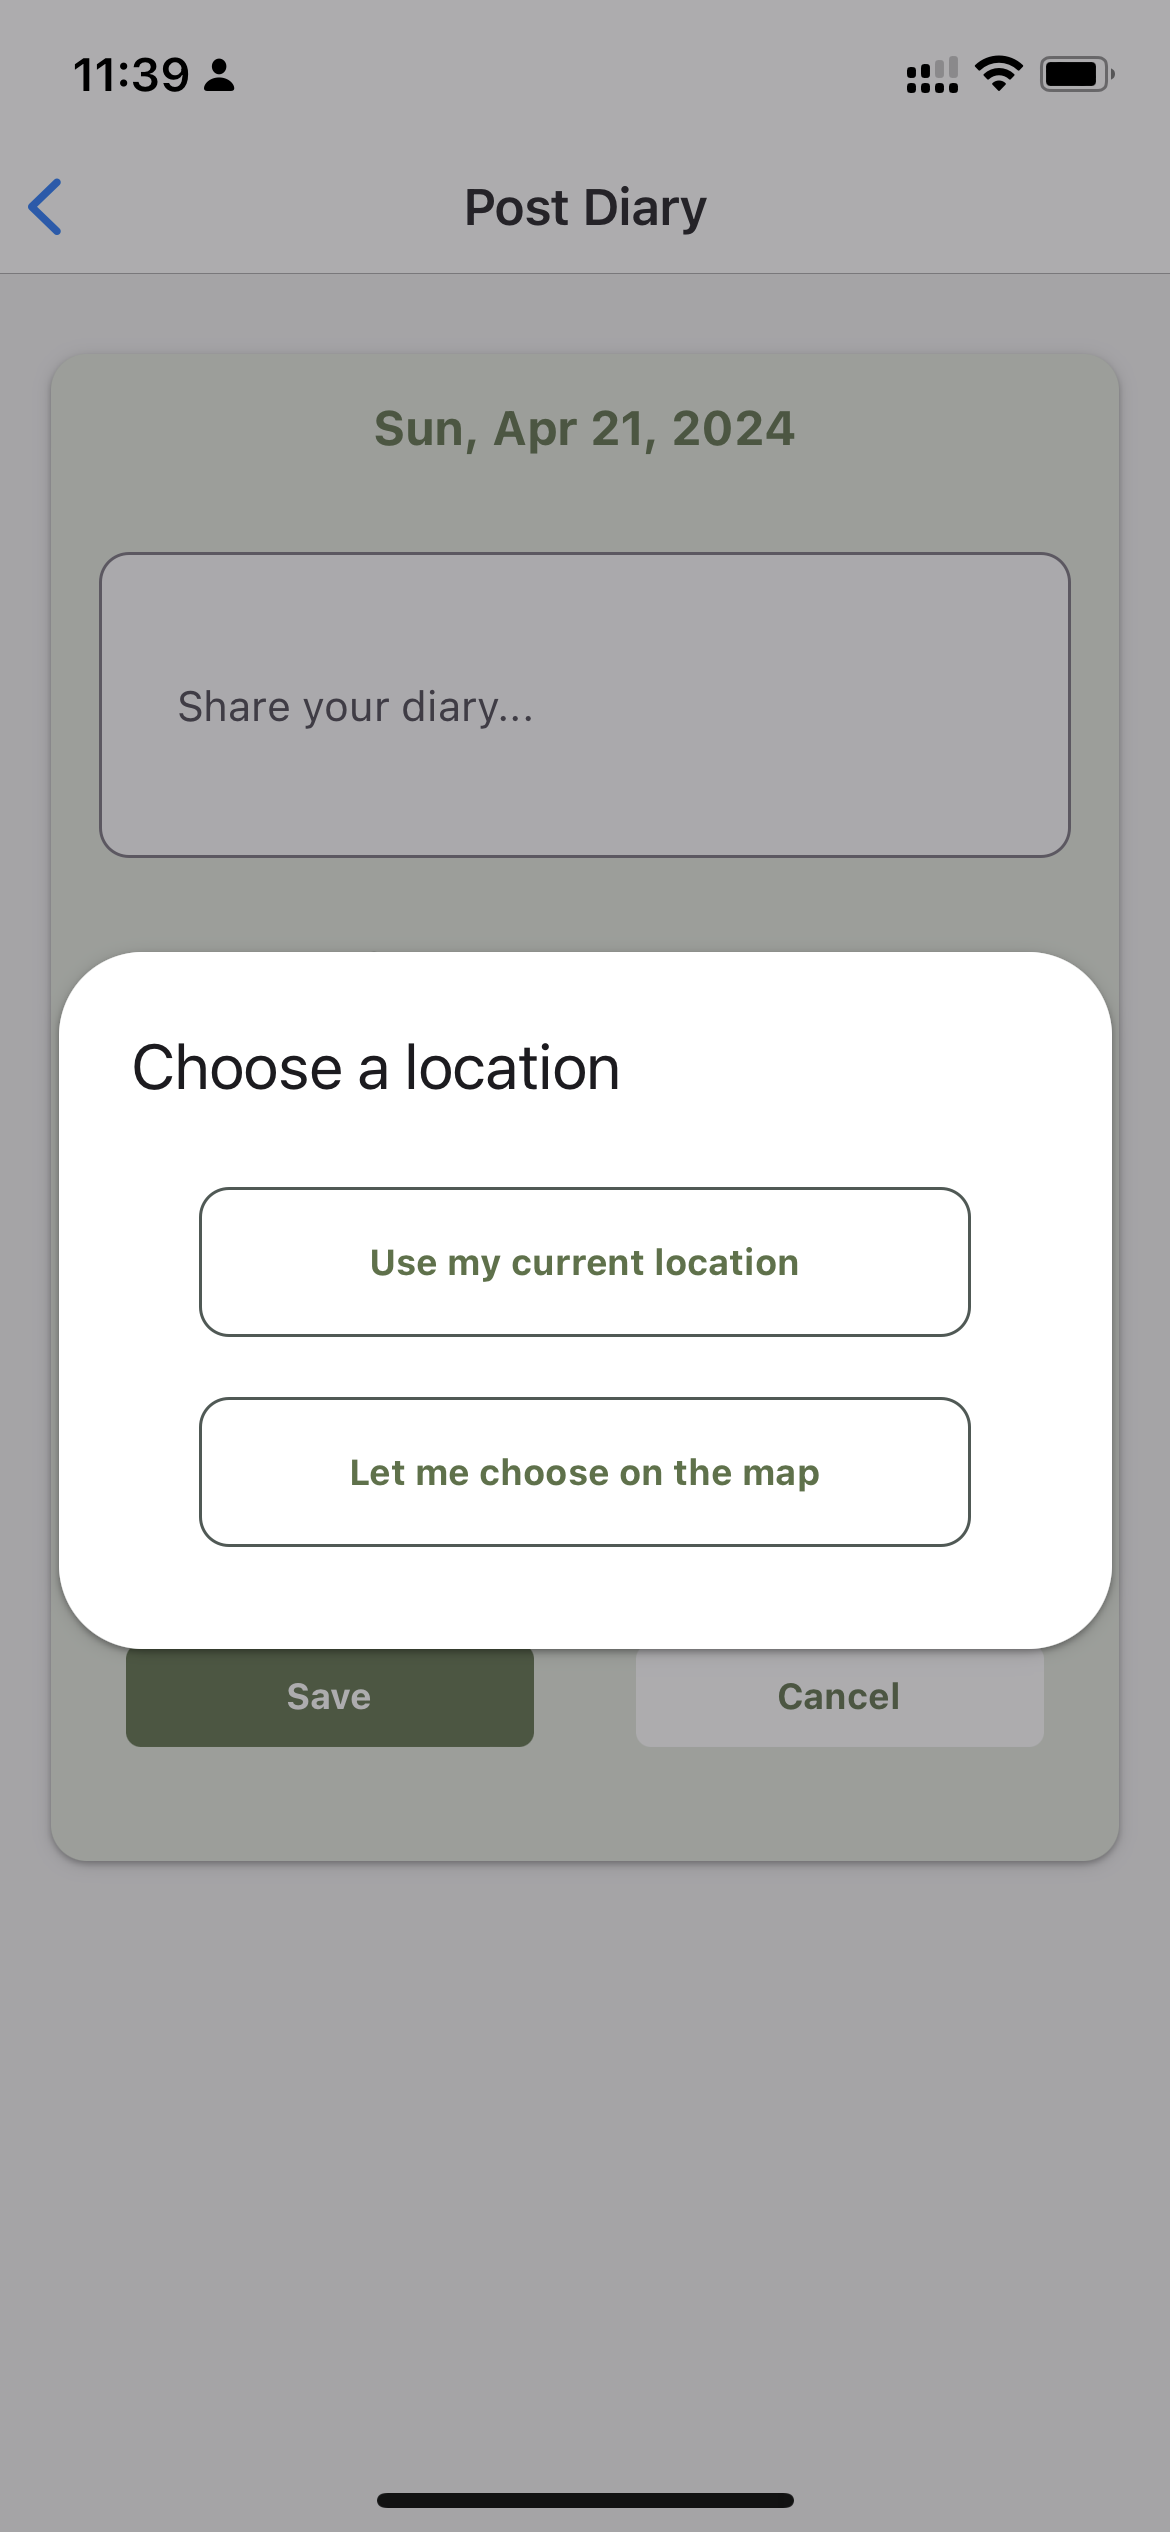 11:39
Post Diary
Sun, Apr 21, 2024
Share your diary...
Choose a location
Use my current location
Let me choose on the map
Save
Cancel